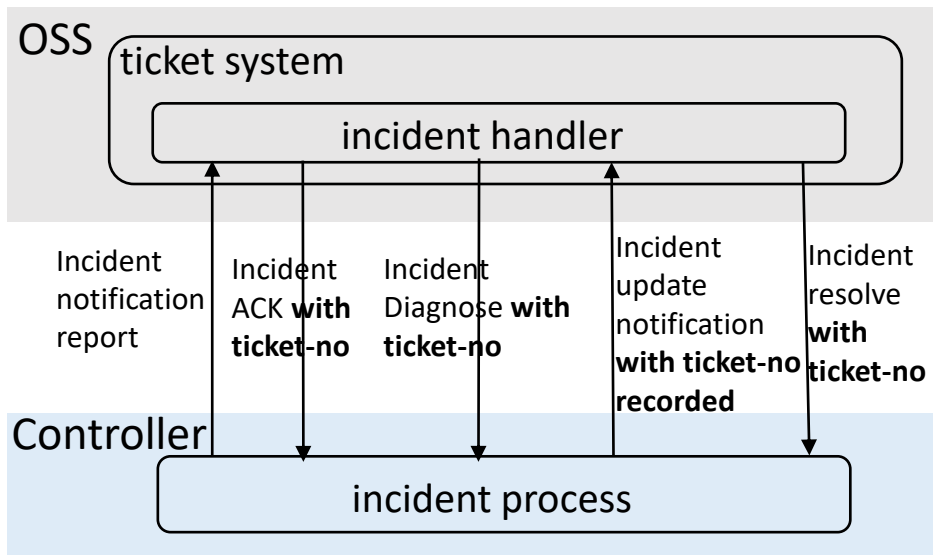 OSS
ticket system
incident handler
Incident
notification
report
Incident
ACK with
ticket-no
Incident
Diagnose with
ticket-no
Incident
update
notification
with ticket-no
recorded
Incident
resolve
with
ticket-no
Controller
incident process